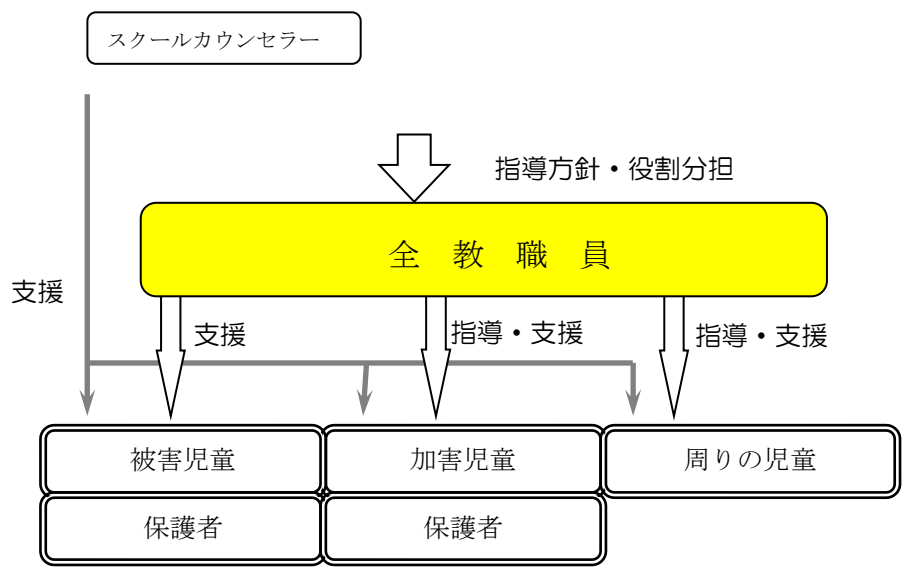 スクールカウンセラー
指導方針・役割分担
全 教 職 員
支援
支援
指導・支援
指導・支援
被害児童
加害児童
周りの児童
保護者
保護者